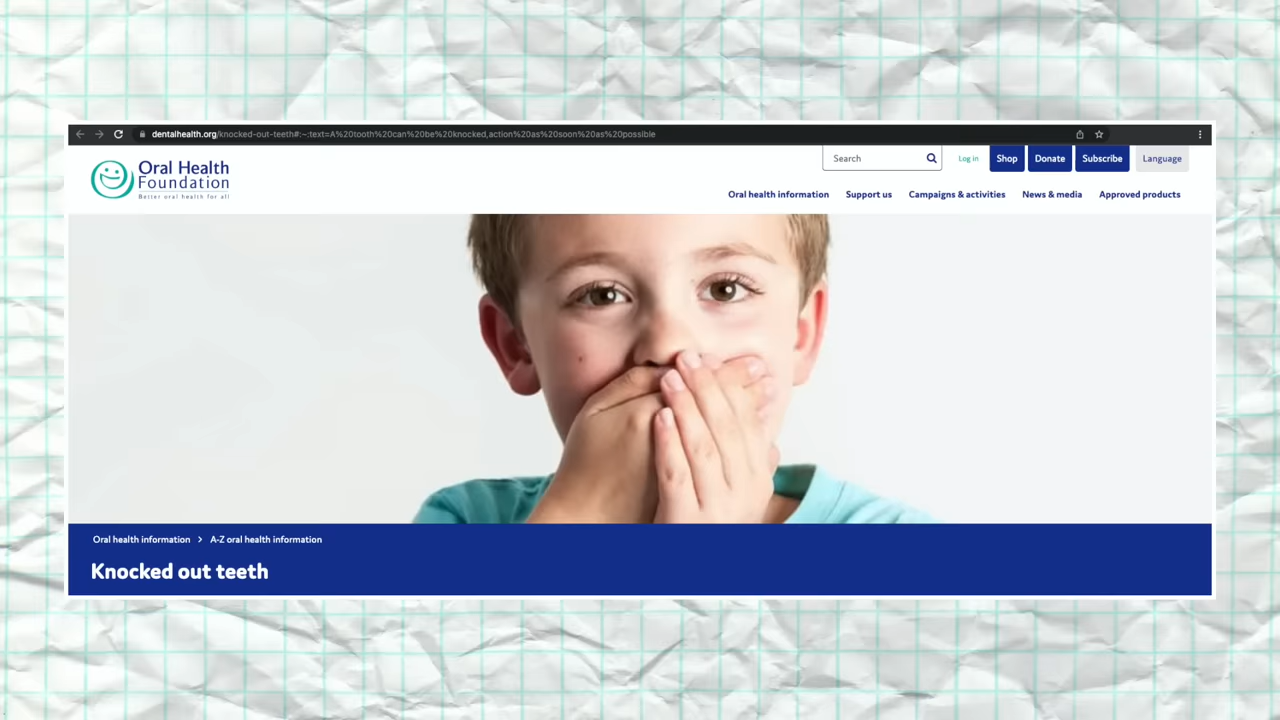 dentalhealth.org/knocked-out-teeth#:~:text=A%20tooth%20can%20be%20knocked,action%20as%20soon%20as%20possible
Oral Health
Foundation
Better oral health for all
Search
Log in
Shop
Donate
Subscribe
Language
Oral health information
Support us
Campaigns & activities
News & media
Approved products
Oral health information > A-Z oral health information
Knocked out teeth